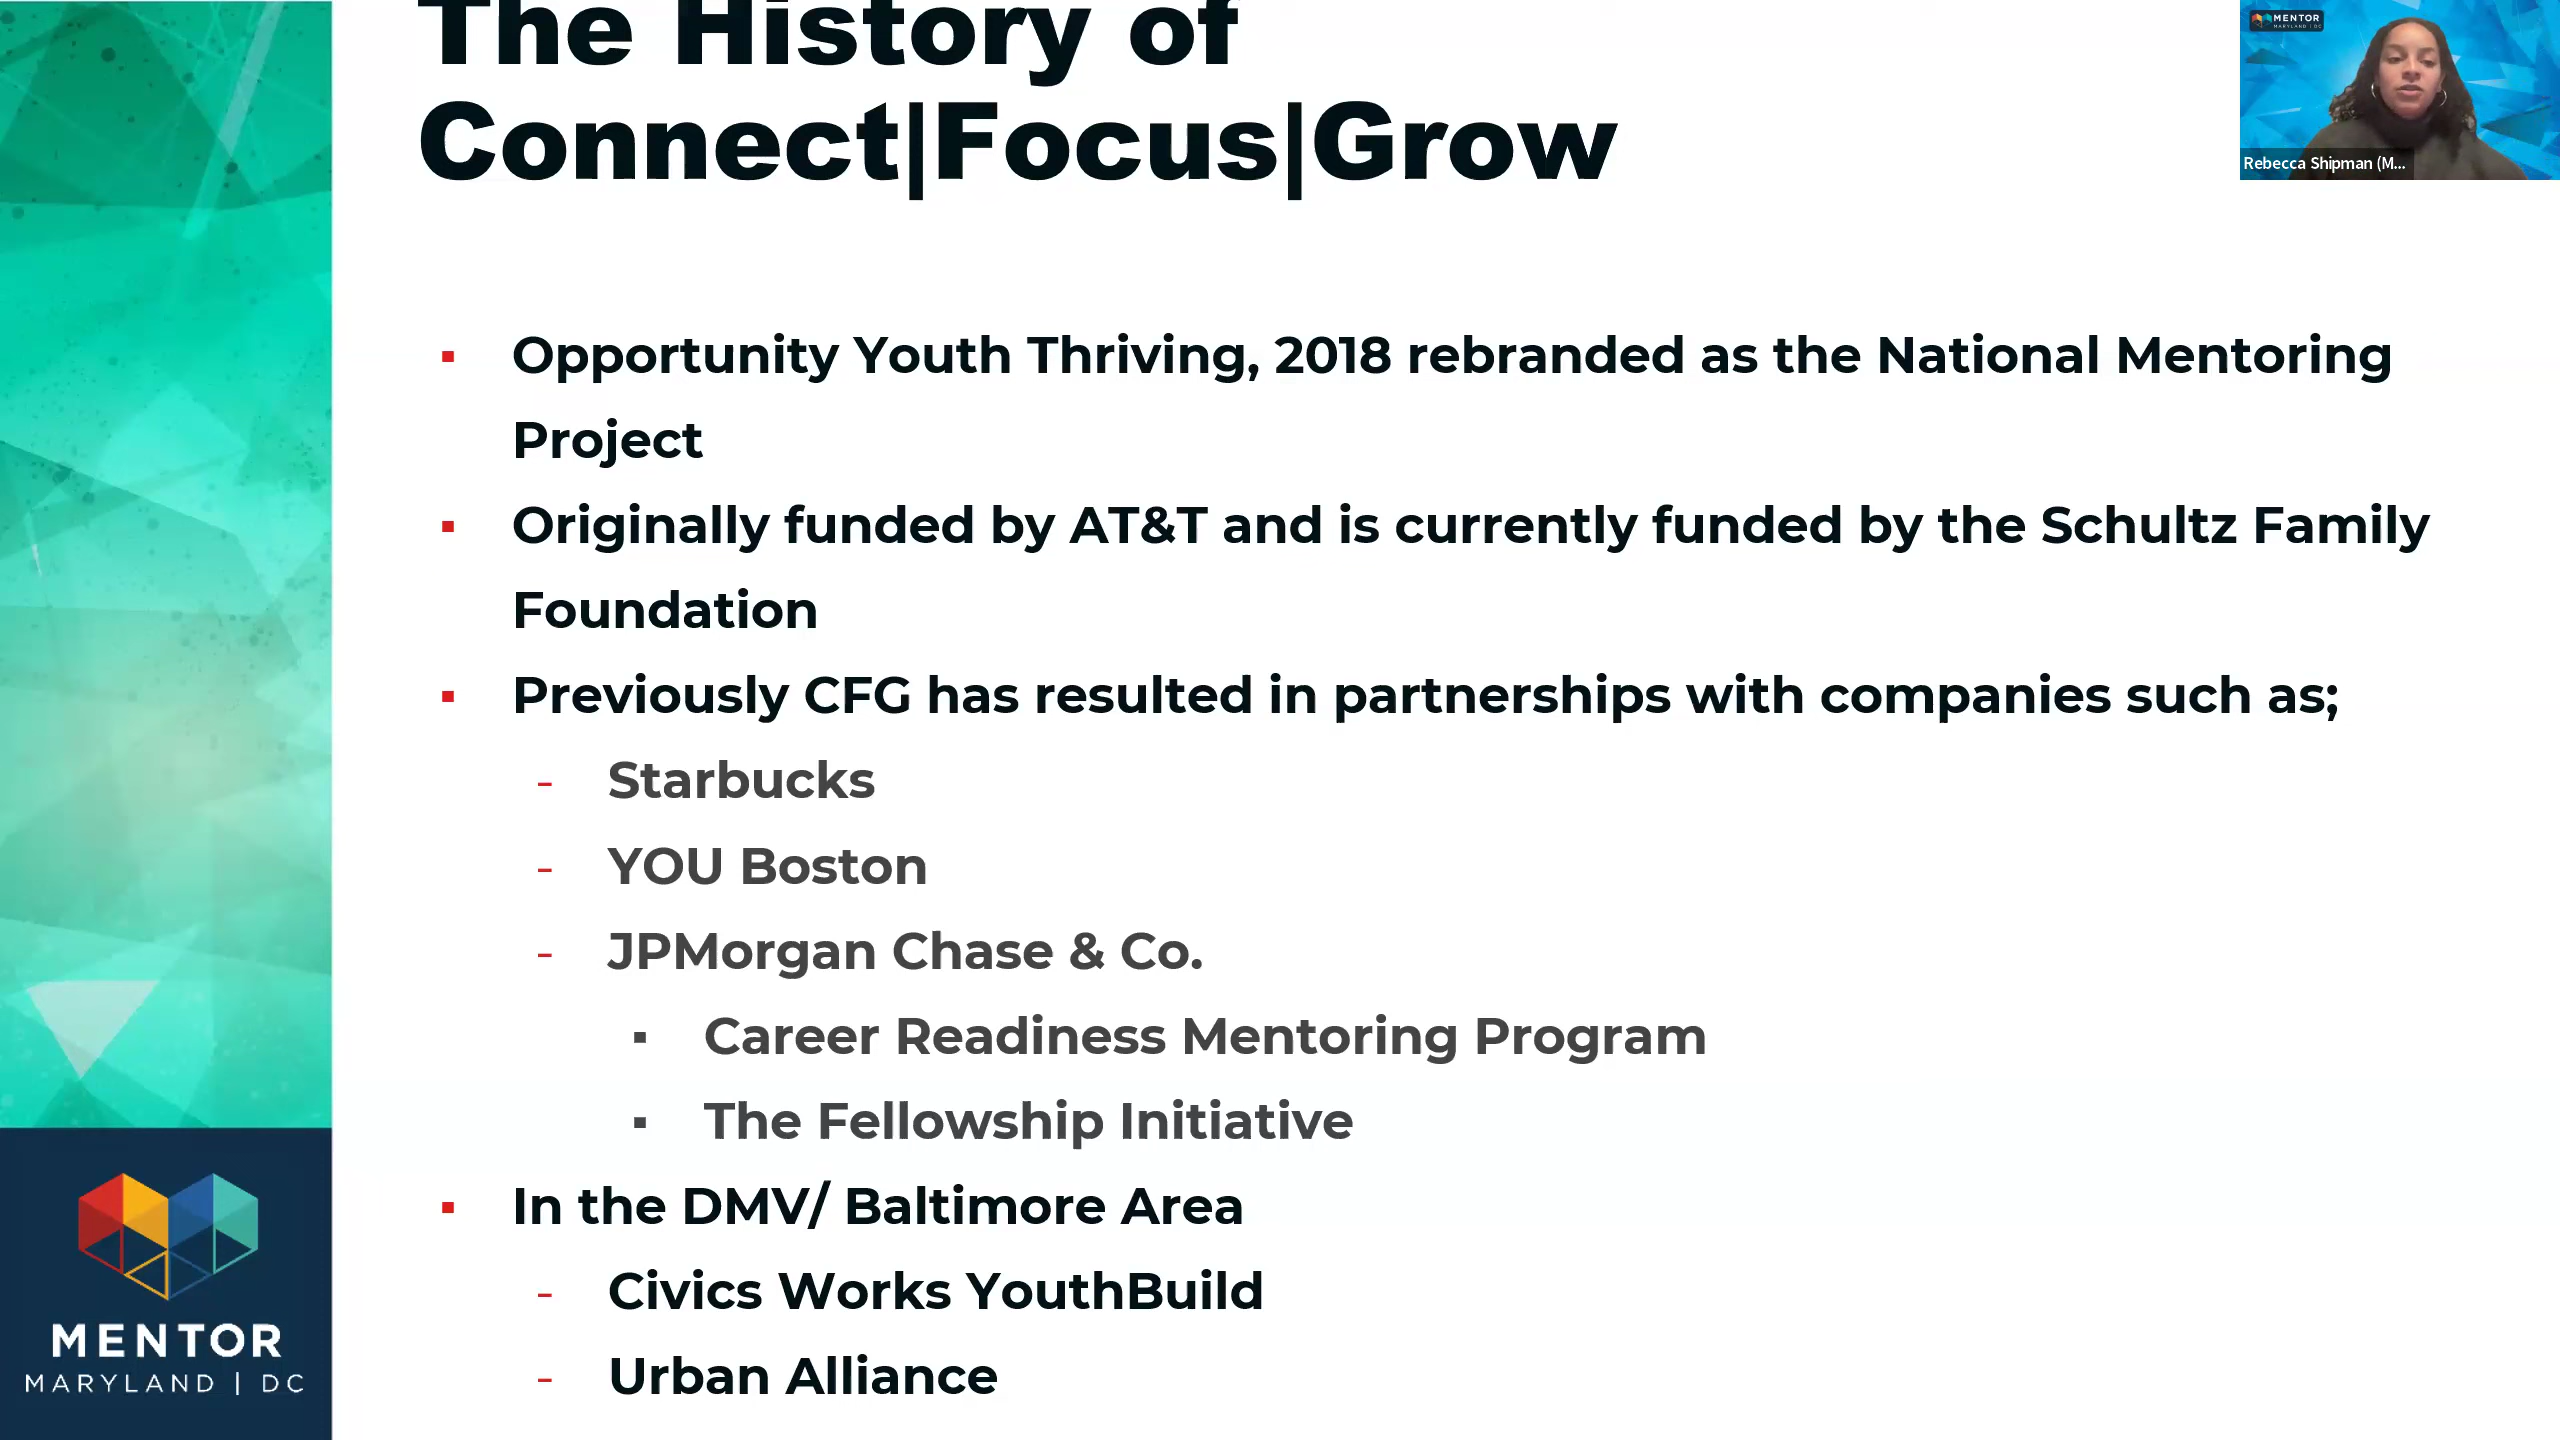 The History of
Connect|Focus|Grow
MENTOR
MARYLAND | DC
Rebecca Shipman (M...
▪ Opportunity Youth Thriving, 2018 rebranded as the National Mentoring
Project
▪ Originally funded by AT&T and is currently funded by the Schultz Family
Foundation
▪ Previously CFG has resulted in partnerships with companies such as;
- Starbucks
- YOU Boston
- JPMorgan Chase & Co.
▪ Career Readiness Mentoring Program
▪ The Fellowship Initiative
▪ In the DMV/ Baltimore Area
- Civics Works YouthBuild
- Urban Alliance
MENTOR
MARYLAND | DC